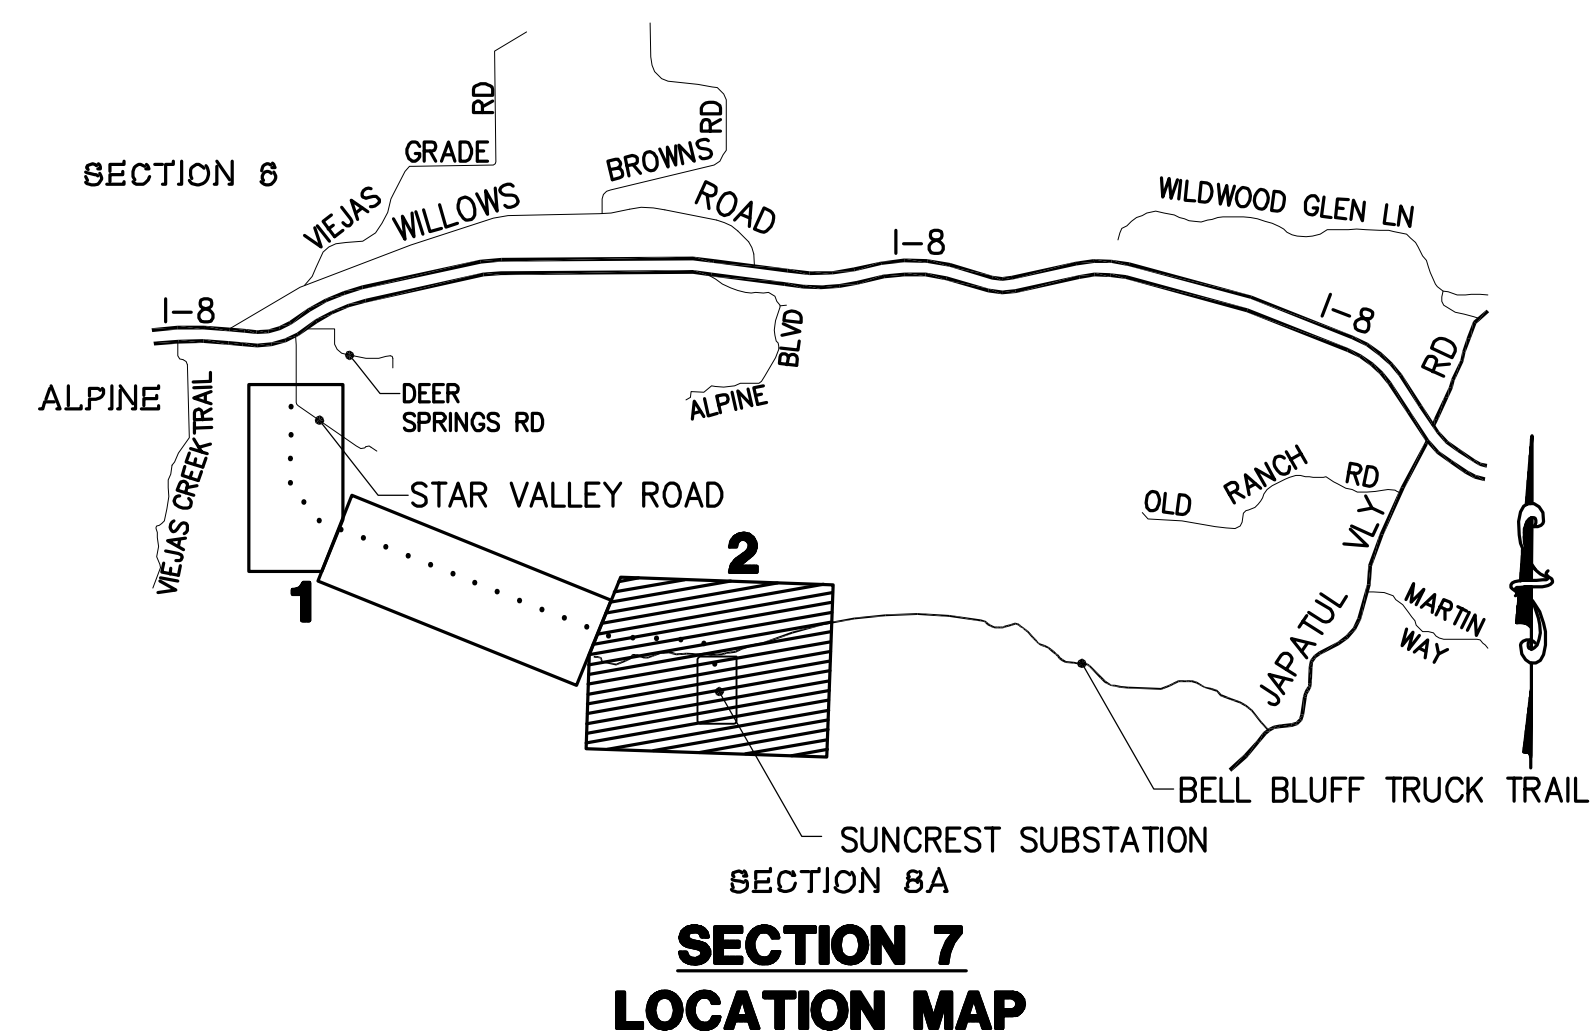 RD
RD
GRADE
BROWNS
SECTION 6
VIEJAS
WILLOWS
ROAD
WILDWOOD GLEN LN
I-8
I-8
I-8
RD
BLVD
ALPINE
ALPINE
DEER
SPRINGS RD
VIEJAS CREEK TRAIL
STAR VALLEY ROAD
OLD
RANCH
RD
VLY
2
1
MARTIN
WAY
JAPATUL
BELL BLUFF TRUCK TRAIL
SUNCREST SUBSTATION
SECTION 8A
SECTION 7
LOCATION MAP